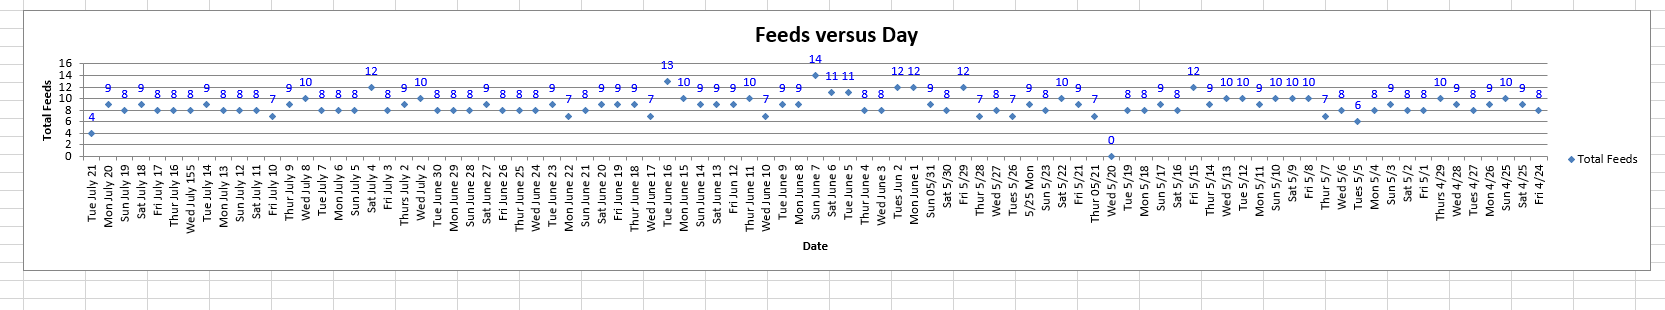 Feeds versus Day
Total Feeds
16
14
12
10
8
6
4
2
0
4 9 8 9 8 8 8 9 8 8 8 7 9 10 8 8 8 12 8 9 10 8 8 8 9 8 8 8 9 7 8 9 9 9 7 13 10 9 9 9 10 7 9 9 14 11 11 8 8 12 12 9 8 12 7 8 7 9 8 10 9 7 0 8 8 9 8 12 9 10 10 9 10 10 10 7 8 6 8 9 8 8 10 9 8 9 10 9 8
Tue July 21
Mon July 20
Sun July 19
Sat July 18
Fri July 17
Thur July 16
Wed July 155
Tue July 14
Mon July 13
Sun July 12
Sat July 11
Fri July 10
Thur July 9
Wed July 8
Tue July 7
Mon July 6
Sun July 5
Sat July 4
Fri July 3
Thurs July 2
Wed July 2
Tue June 30
Mon June 29
Sun June 28
Sat June 27
Fri June 26
Thur June 25
Wed June 24
Tue June 23
Mon June 22
Sun June 21
Sat June 20
Fri June 19
Thur June 18
Wed June 17
Tue June 16
Mon June 15
Sun June 14
Sat June 13
Fri Jun 12
Thur June 11
Wed June 10
Tue June 9
Mon June 8
Sun June 7
Sat June 6
Tue June 5
Thur June 4
Wed June 3
Tues Jun 2
Mon June 1
Sun 05/31
Sat 5/30
Fri 5/29
Thur 5/28
Wed 5/27
Tues 5/26
5/25 Mon
Sun 5/23
Sat 5/22
Fri 5/21
Thur 05/21
Wed 5/20
Tue 5/19
Mon 5/18
Sun 5/17
Sat 5/16
Fri 5/15
Thur 5/14
Wed 5/13
Tue 5/12
Mon 5/11
Sun 5/10
Sat 5/9
Fri 5/8
Thur 5/7
Wed 5/6
Tues 5/5
Mon 5/4
Sun 5/3
Sat 5/2
Fri 5/1
Thurs 4/29
Wed 4/28
Tues 4/27
Mon 4/26
Sun 4/25
Sat 4/25
Fri 4/24
Date
Total Feeds